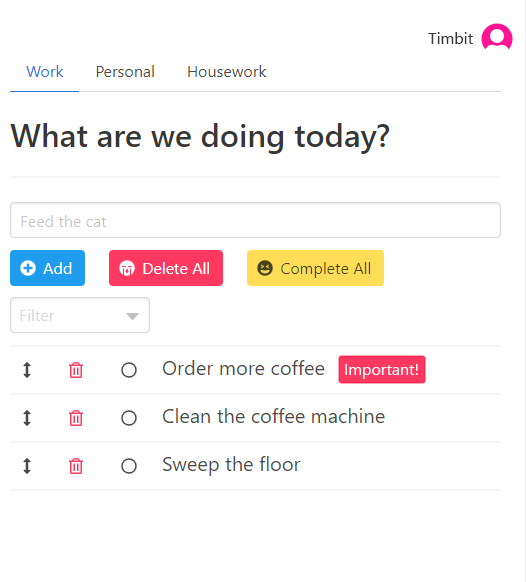 Timbit
Work Personal Housework
What are we doing today?
Feed the cat
Add Delete All Complete All
Filter
Order more coffee Important!
Clean the coffee machine
Sweep the floor